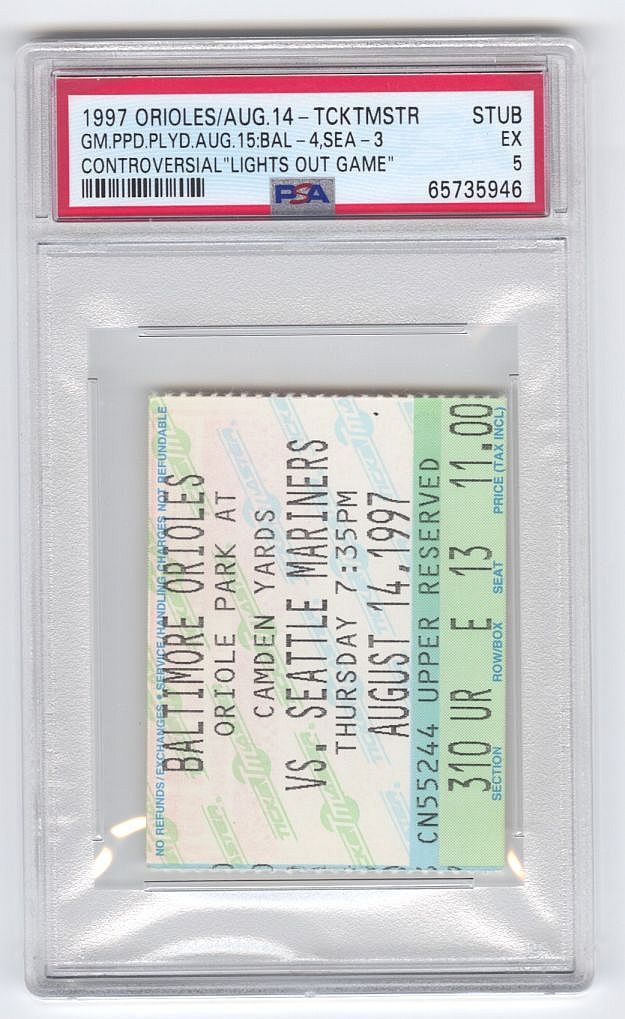 1997 ORIOLES/AUG.14-TCKTMSTR STUB
GM.PPD.PLYD.AUG.15:BAL-4,SEA-3 EX
CONTROVERSIAL"LIGHTS OUT GAME" 5
PSA 65735946
NO REFUNDS/EXCHANGES • SERVICE/HANDLING CHARGES NOT REFUNDABLE
BALTIMORE ORIOLES
ORIOLE PARK AT
CAMDEN YARDS
VS. SEATTLE MARINERS
THURSDAY 7:35PM
AUGUST 14,1997
CN55244 UPPER RESERVED
310 UR E 13 11.00
SECTION ROW/BOX SEAT PRICE (TAX INCL)